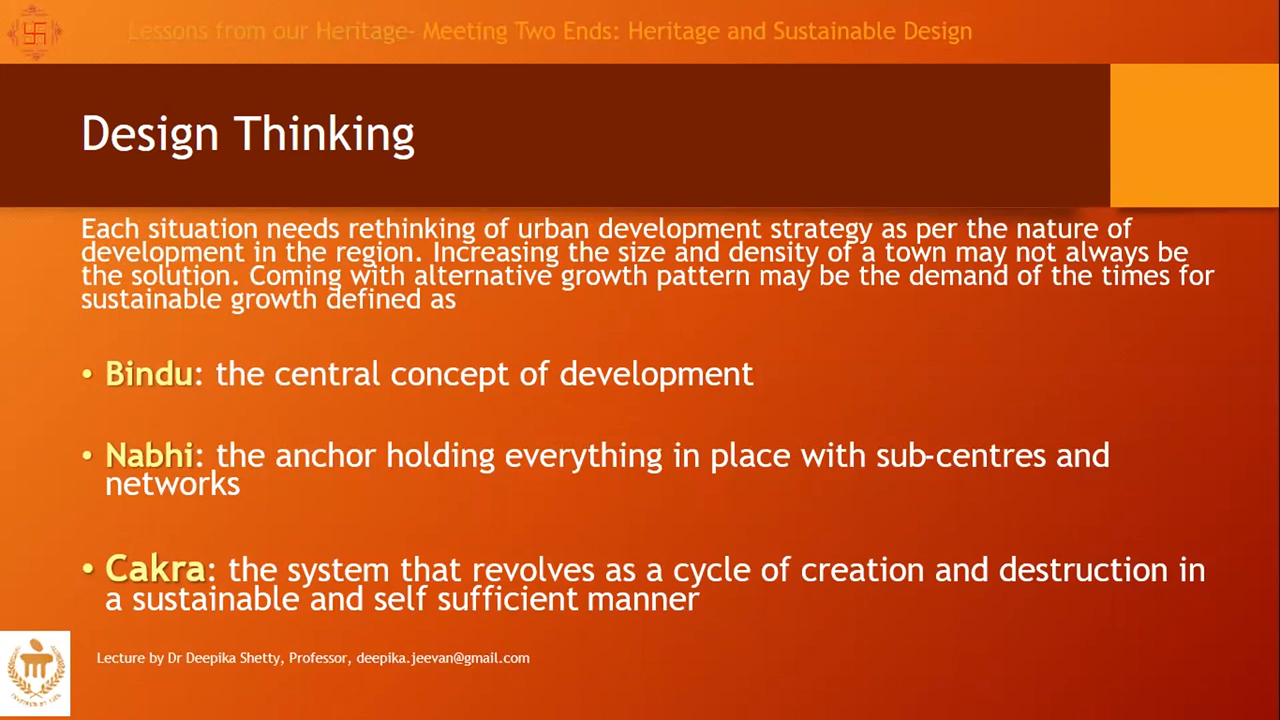 Lessons from our Heritage- Meeting Two Ends: Heritage and Sustainable Design
Design Thinking
Each situation needs rethinking of urban development strategy as per the nature of
development in the region. Increasing the size and density of a town may not always be
the solution. Coming with alternative growth pattern may be the demand of the times for
sustainable growth defined as
• Bindu: the central concept of development
• Nabhi: the anchor holding everything in place with sub-centres and
networks
• Cakra: the system that revolves as a cycle of creation and destruction in
a sustainable and self sufficient manner
Lecture by Dr Deepika Shetty, Professor, deepika.jeevan@gmail.com